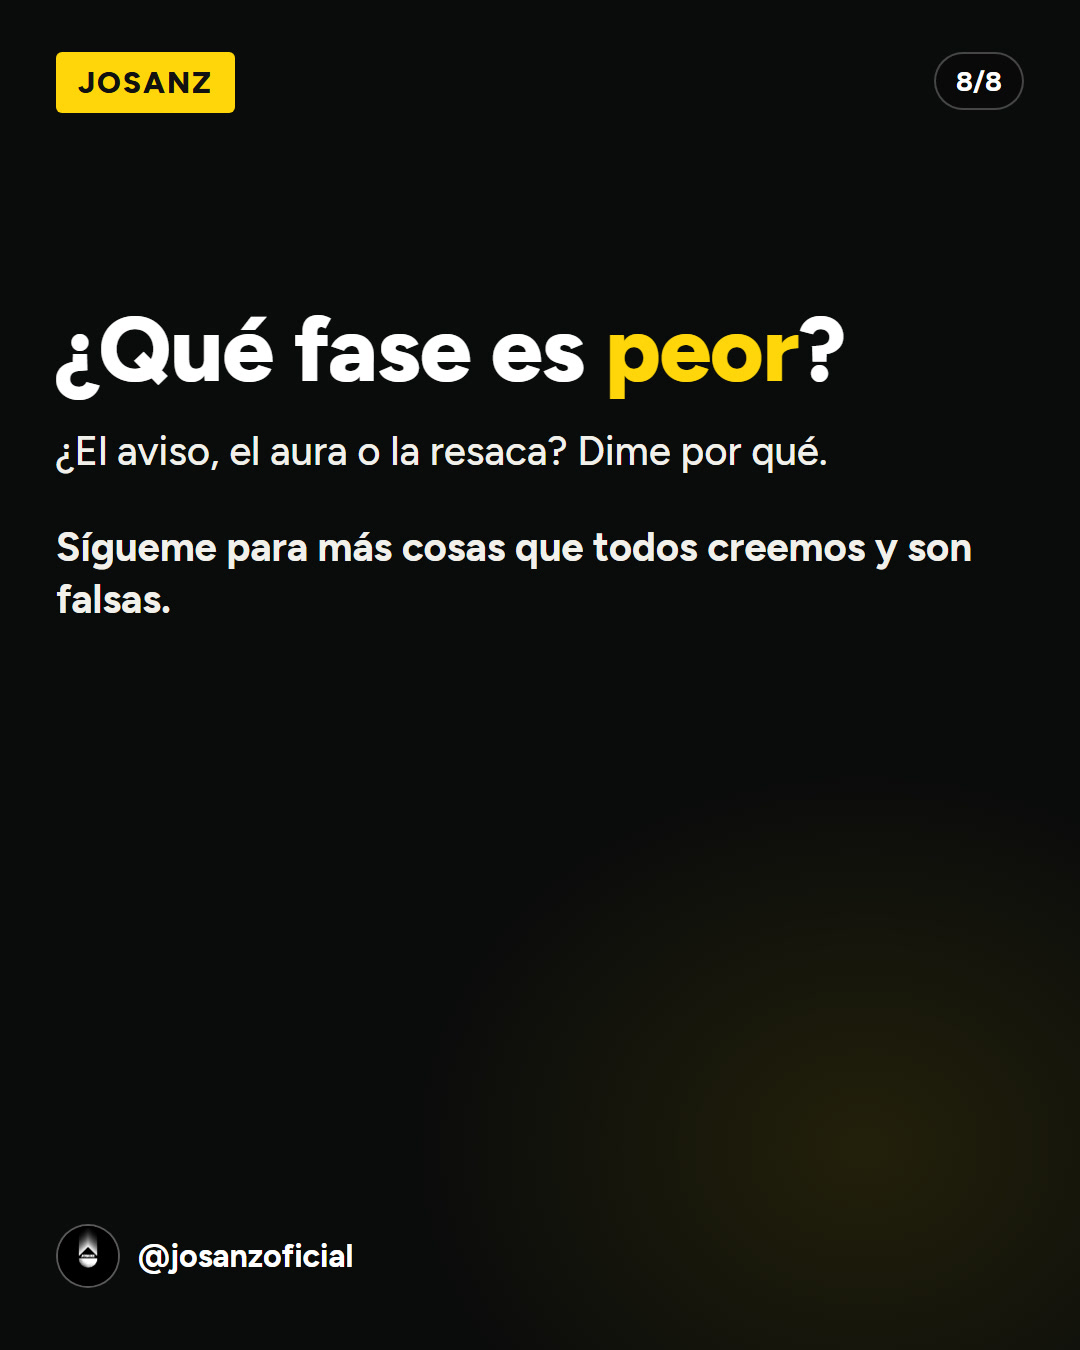 JOSANZ
8/8
¿Qué fase es peor?
¿El aviso, el aura o la resaca? Dime por qué.
Sígueme para más cosas que todos creemos y son
falsas.
@josanzoficial